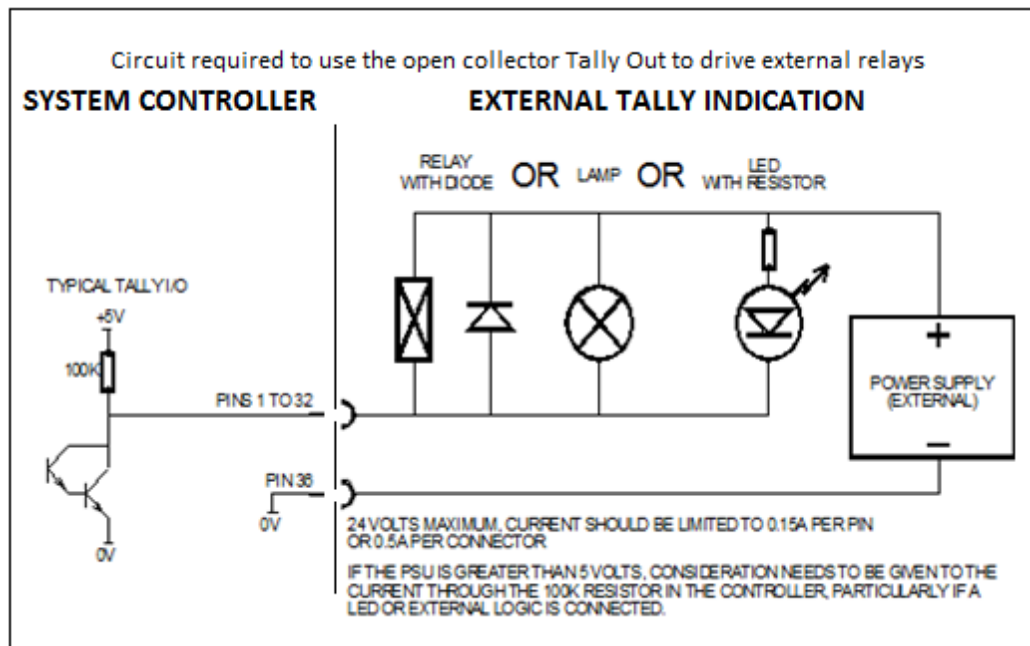 Circuit required to use the open collector Tally Out to drive external relays
SYSTEM CONTROLLER
EXTERNAL TALLY INDICATION
RELAY
WITH DIODE
OR
LAMP
OR
LED
WITH RESISTOR
TYPICAL TALLY I/O
+5V
100K
PINS 1 TO 32
+
POWER SUPPLY
(EXTERNAL)
–
PIN 36
0V
0V
24 VOLTS MAXIMUM, CURRENT SHOULD BE LIMITED TO 0.15A PER PIN
OR 0.5A PER CONNECTOR
IF THE PSU IS GREATER THAN 5 VOLTS, CONSIDERATION NEEDS TO BE GIVEN TO THE
CURRENT THROUGH THE 100K RESISTOR IN THE CONTROLLER, PARTICULARLY IF A
LED OR EXTERNAL LOGIC IS CONNECTED.